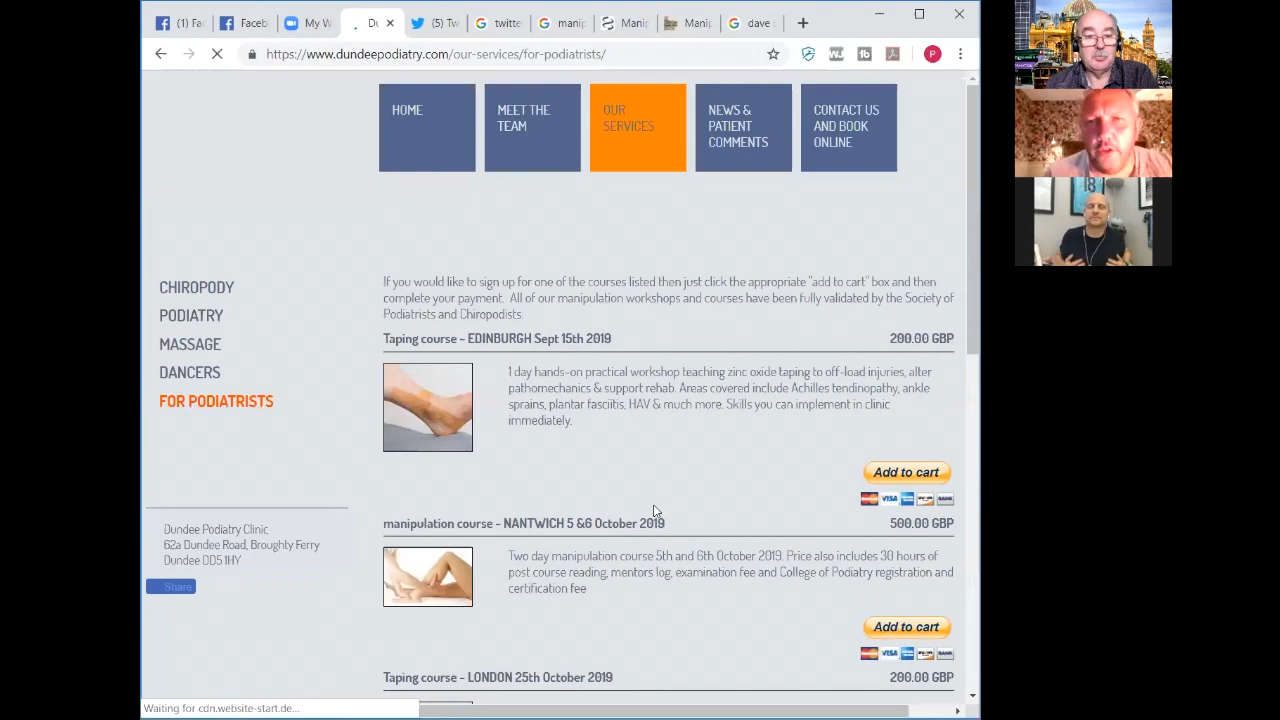 (1) Fac
Faceb
My V
Du
(5) Tw
twitte
manip
Manip
Manip
dave
https://www.dundeepodiatry.com/our-services/for-podiatrists/
P
HOME
MEET THE
TEAM
OUR
SERVICES
NEWS &
PATIENT
COMMENTS
CONTACT US
AND BOOK
ONLINE
CHIROPODY
PODIATRY
MASSAGE
DANCERS
FOR PODIATRISTS
Dundee Podiatry Clinic
62a Dundee Road, Broughty Ferry
Dundee DD5 1HY
Share
If you would like to sign up for one of the courses listed then just click the appropriate "add to cart" box and then
complete your payment. All of our manipulation workshops and courses have been fully validated by the Society of
Podiatrists and Chiropodists.
Taping course - EDINBURGH Sept 15th 2019 200.00 GBP
1 day hands-on practical workshop teaching zinc oxide taping to off-load injuries, alter
pathomechanics & support rehab. Areas covered include Achilles tendinopathy, ankle
sprains, plantar fasciitis, HAV & much more. Skills you can implement in clinic
immediately.
Add to cart
VISA
manipulation course - NANTWICH 5 &6 October 2019 500.00 GBP
Two day manipulation course 5th and 6th October 2019. Price also includes 30 hours of
post course reading, mentors log, examination fee and College of Podiatry registration and
certification fee
Add to cart
VISA
Taping course - LONDON 25th October 2019 200.00 GBP
Waiting for cdn.website-start.de...
18